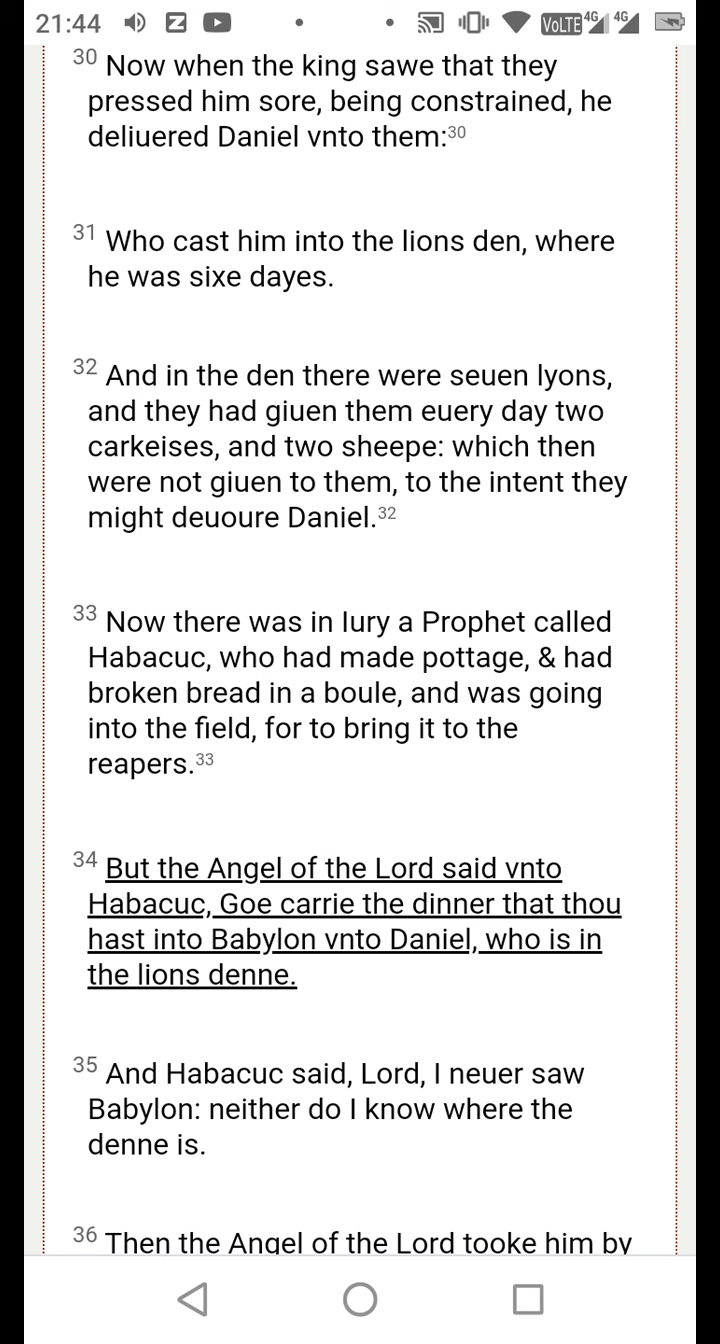 21:44 VoLTE 4G 4G
30 Now when the king sawe that they
pressed him sore, being constrained, he
deliuered Daniel vnto them:30
31 Who cast him into the lions den, where
he was sixe dayes.
32 And in the den there were seuen lyons,
and they had giuen them euery day two
carkeises, and two sheepe: which then
were not giuen to them, to the intent they
might deuoure Daniel.32
33 Now there was in Iury a Prophet called
Habacuc, who had made pottage, & had
broken bread in a boule, and was going
into the field, for to bring it to the
reapers.33
34 But the Angel of the Lord said vnto
Habacuc, Goe carrie the dinner that thou
hast into Babylon vnto Daniel, who is in
the lions denne.
35 And Habacuc said, Lord, I neuer saw
Babylon: neither do I know where the
denne is.
36 Then the Angel of the Lord tooke him by